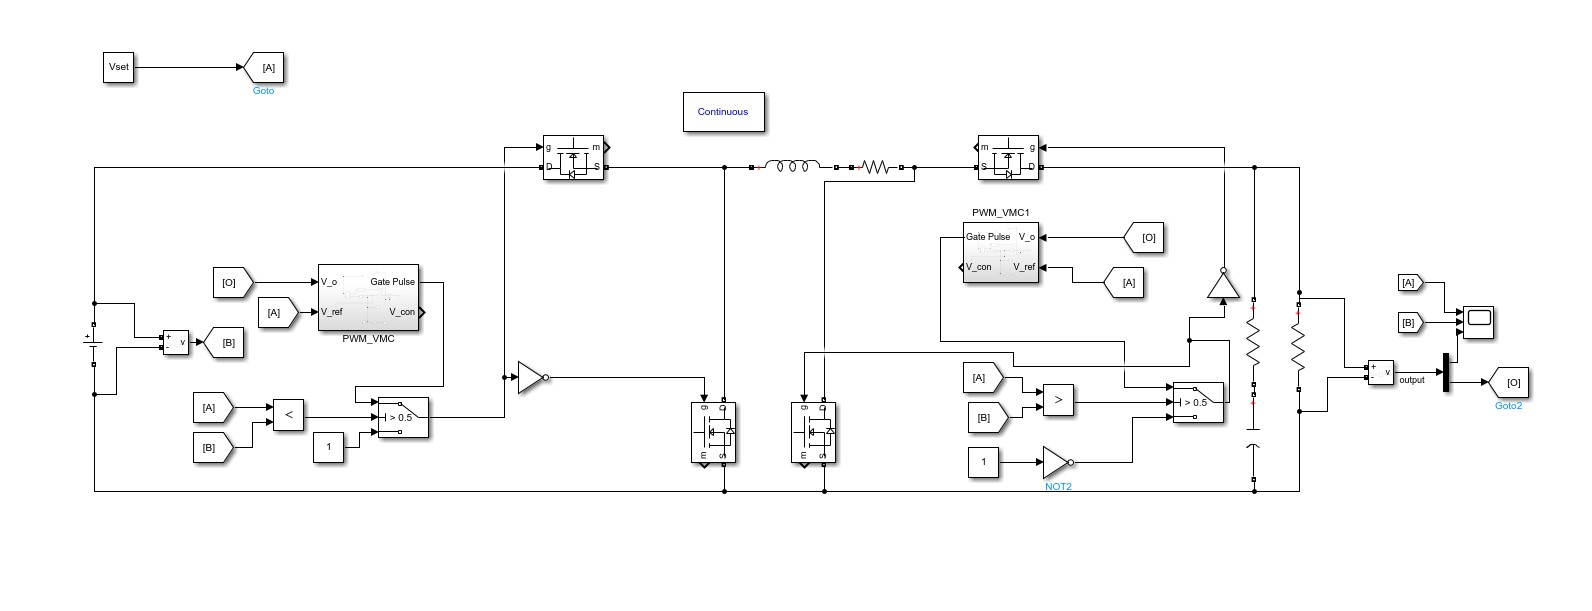 Vset
[A]
Goto
Continuous
g
m
D
S
m
g
S
D
PWM_VMC1
Gate Pulse
V_o
[O]
V_con
V_ref
[A]
[O]
V_o
Gate Pulse
[A]
V_ref
V_con
PWM_VMC
+
+
-
v
[B]
[A]
[B]
<
> 0.5
1
g
D
m
S
g
D
m
S
[A]
[B]
>
> 0.5
1
NOT2
+
+
+
+
+
[A]
[B]
+
-
v
output
[O]
Goto2